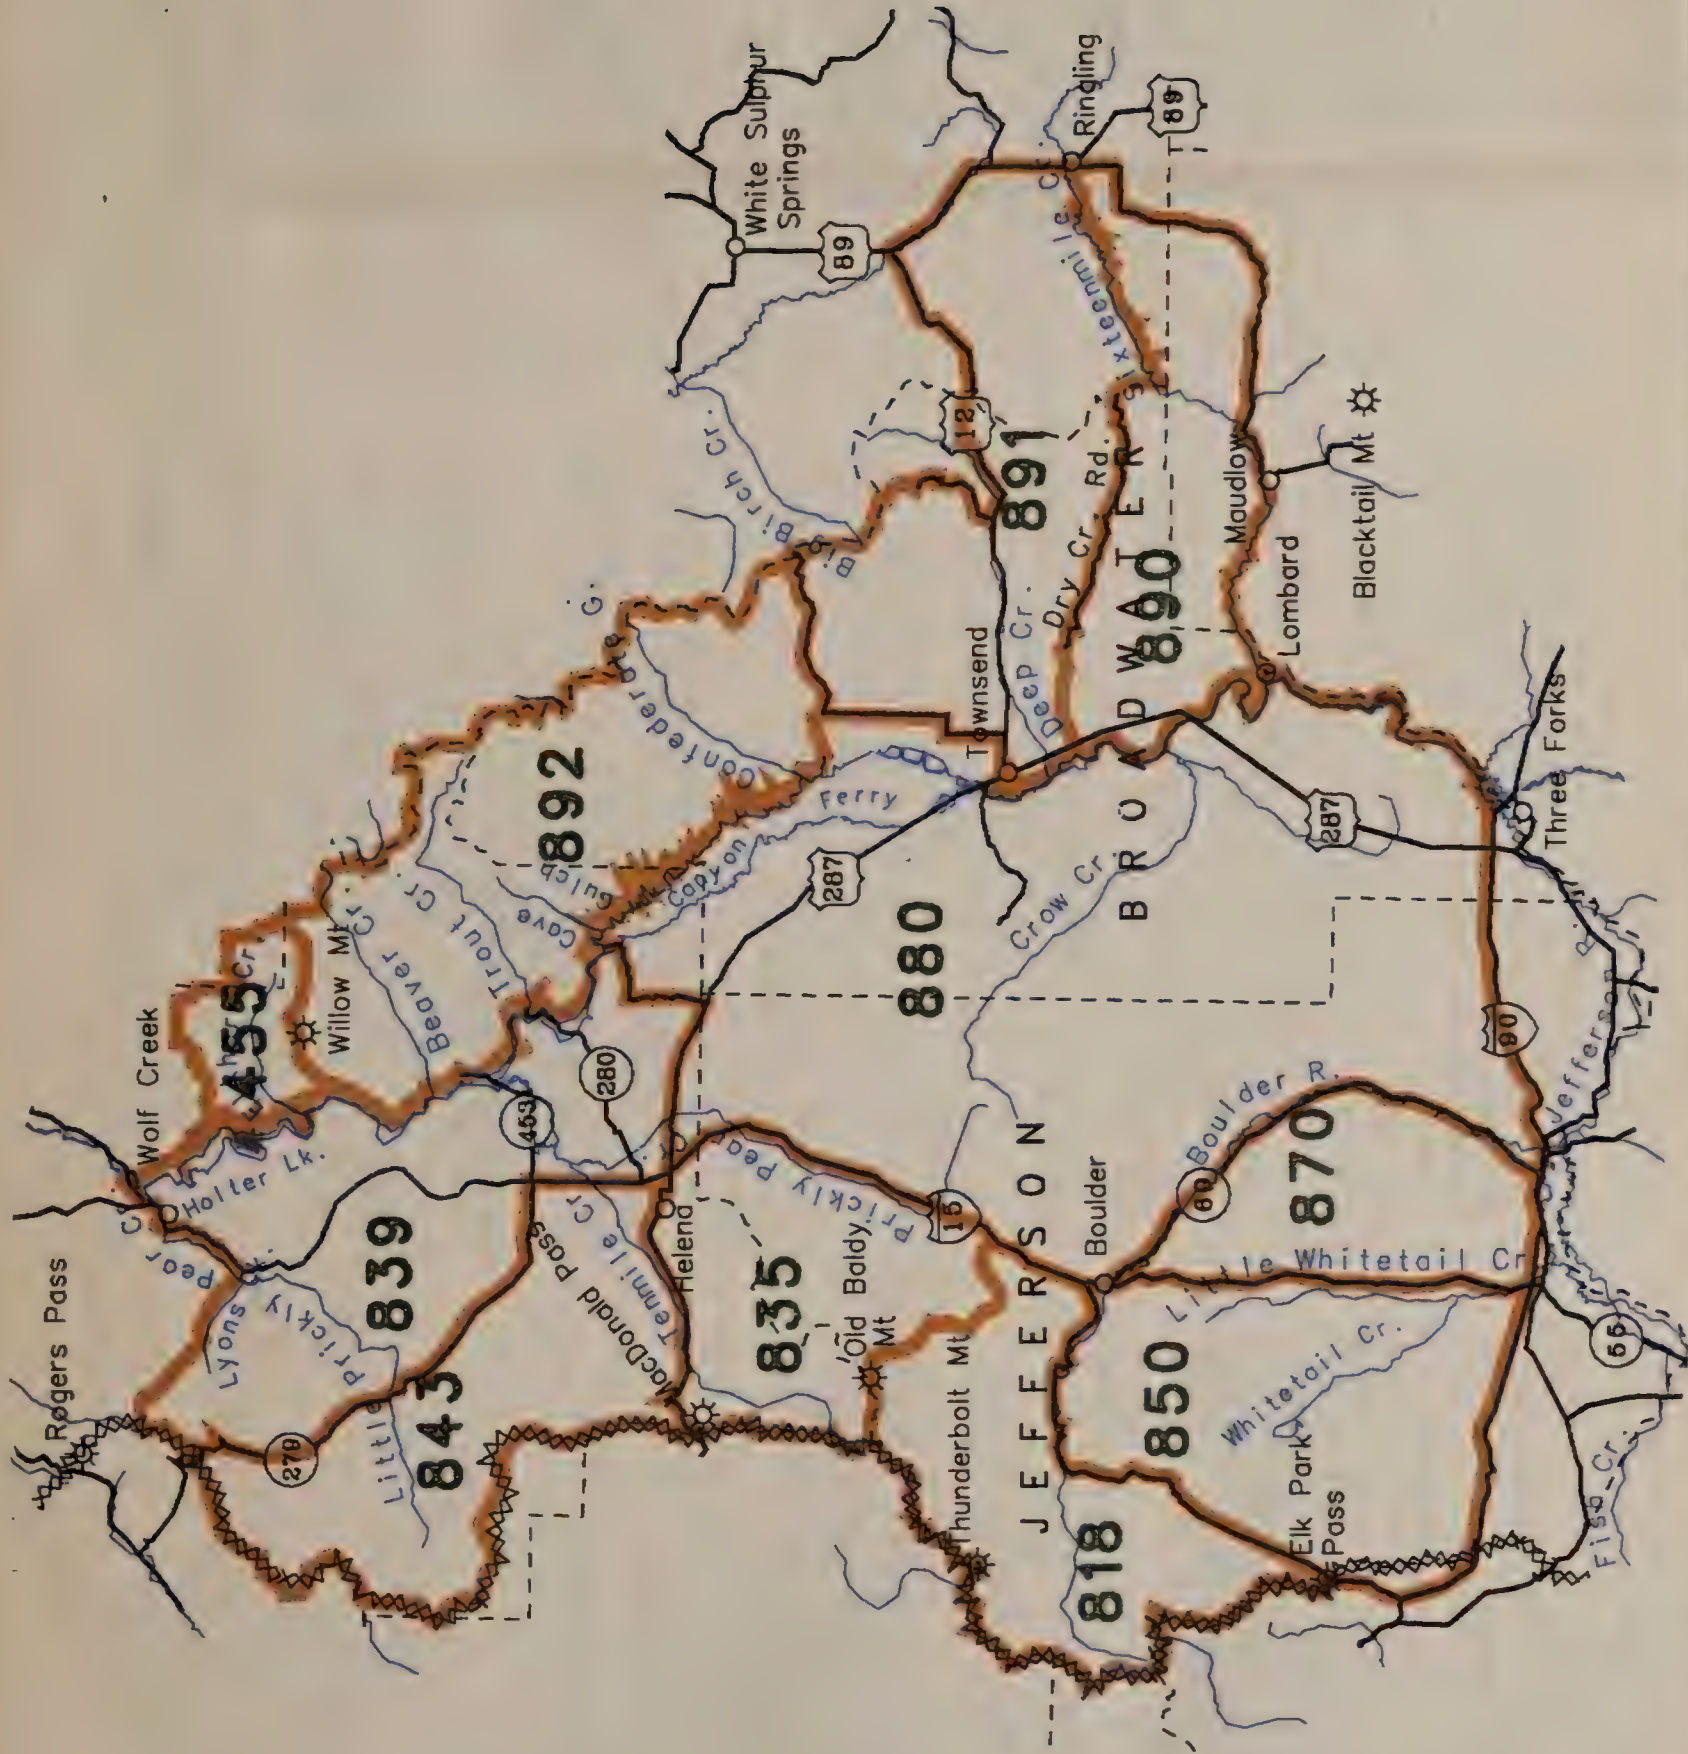 Rogers Pass
Wolf Creek
Pear Cr.
Holter Lk.
Lyons Cr.
Prickly
Little
839
843
279
455
Willow Mt.
Beaver Cr.
Trout Cr.
Cave Gulch
453
280
MacDonald Pass
Tenmile Cr.
Helena
892
Confederate G.
Canyon
Ferry
287
Prickly Pear Cr.
835
Old Baldy
Mt
15
880
Big Birch Cr.
White Sulphur
Springs
89
12
891
Townsend
Deep Cr.
Dry Cr. Rd.
Sixteenmile Cr.
Ringling
89
BROADWATER
890
Maudlow
Lombard
Blacktail Mt
Crow Cr.
287
Three Forks
JEFFERSON
Thunderbolt Mt
Boulder
Boulder R.
69
870
Little Whitetail Cr
850
Whitetail Cr.
818
Elk Park
Pass
90
Jefferson R.
55
Fish Cr.